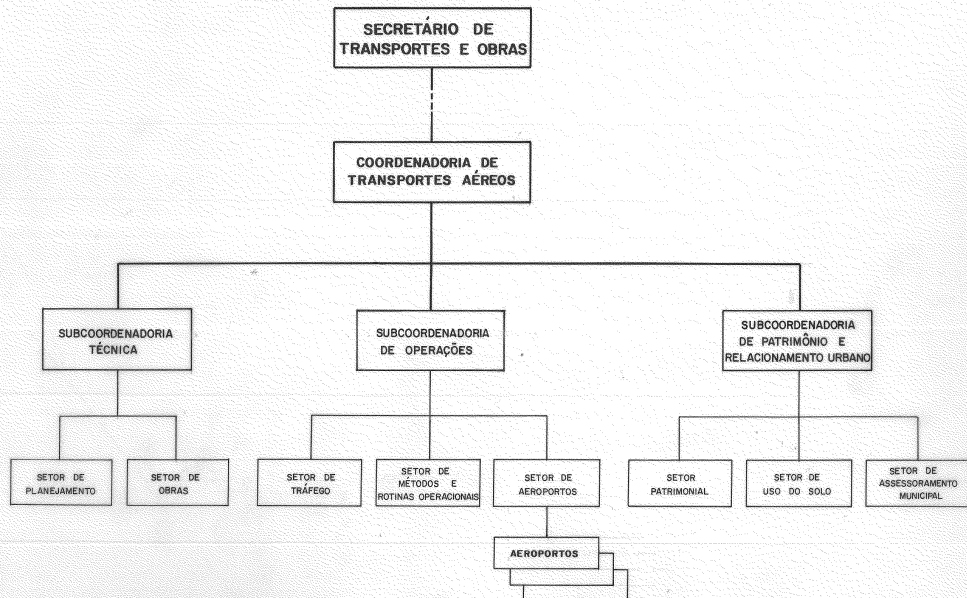 SECRETÁRIO DE
TRANSPORTES E OBRAS
COORDENADORIA DE
TRANSPORTES AÉREOS
SUBCOORDENADORIA
TÉCNICA
SUBCOORDENADORIA
DE OPERAÇÕES
SUBCOORDENADORIA
DE PATRIMÔNIO E
RELACIONAMENTO URBANO
SETOR DE
PLANEJAMENTO
SETOR DE
OBRAS
SETOR DE
TRÁFEGO
SETOR DE
MÉTODOS E
ROTINAS OPERACIONAIS
SETOR DE
AEROPORTOS
SETOR
PATRIMONIAL
SETOR DE
USO DO SOLO
SETOR DE
ASSESSORAMENTO
MUNICIPAL
AEROPORTOS